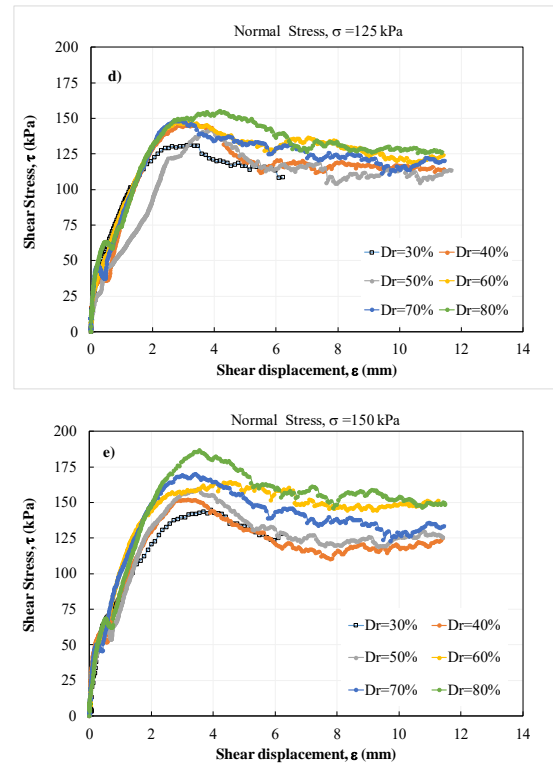 Normal Stress, σ =125 kPa
d)
Shear Stress, τ (kPa)
200
175
150
125
100
75
50
25
0
Dr=30% Dr=40%
Dr=50% Dr=60%
Dr=70% Dr=80%
0 2 4 6 8 10 12 14
Shear displacement, ε (mm)
Normal Stress, σ =150 kPa
e)
Shear Stress, τ (kPa)
200
175
150
125
100
75
50
25
0
Dr=30% Dr=40%
Dr=50% Dr=60%
Dr=70% Dr=80%
0 2 4 6 8 10 12 14
Shear displacement, ε (mm)